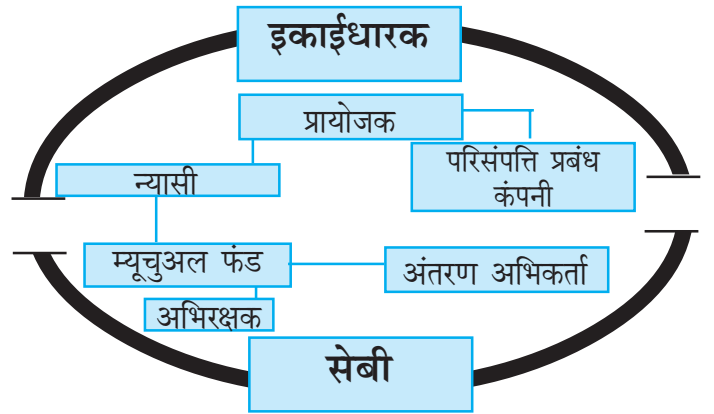 इकाईधारक
प्रायोजक
परिसंपत्ति प्रबंध
कंपनी
न्यासी
म्यूचुअल फंड
अंतरण अभिकर्ता
अभिरक्षक
सेबी